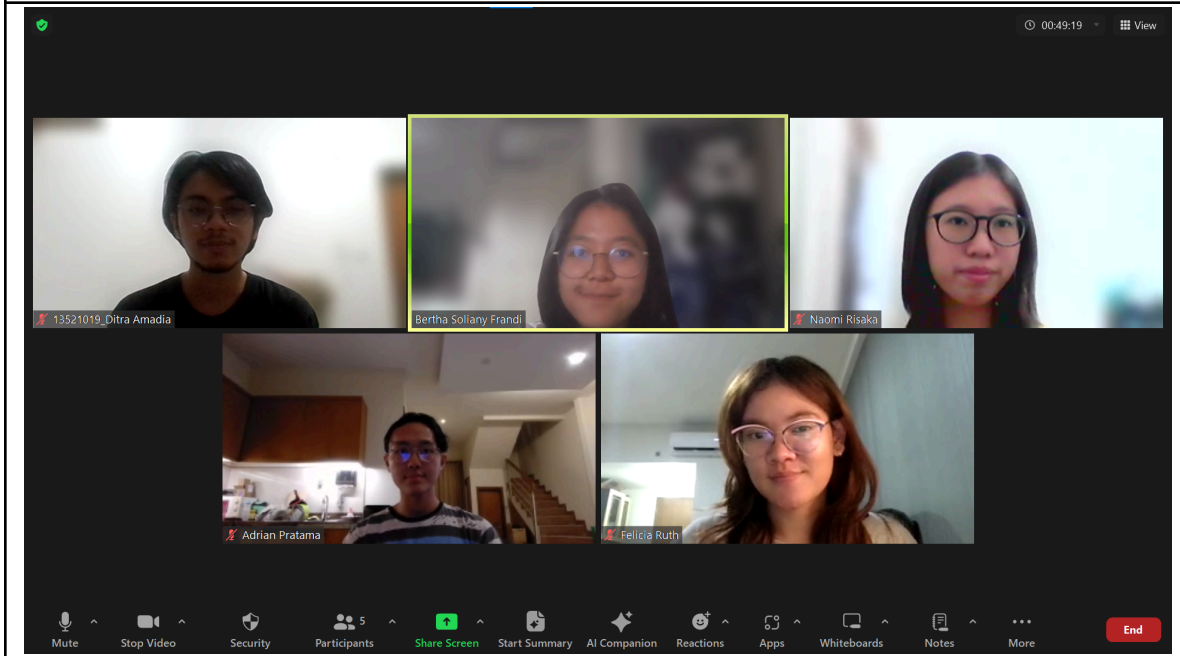 00:49:19 View
13521019_Ditra Amadia
Bertha Soliany Frandi
Naomi Risaka
Adrian Pratama
Felicia Ruth
5
Mute Stop Video Security Participants Share Screen Start Summary AI Companion Reactions Apps Whiteboards Notes More End